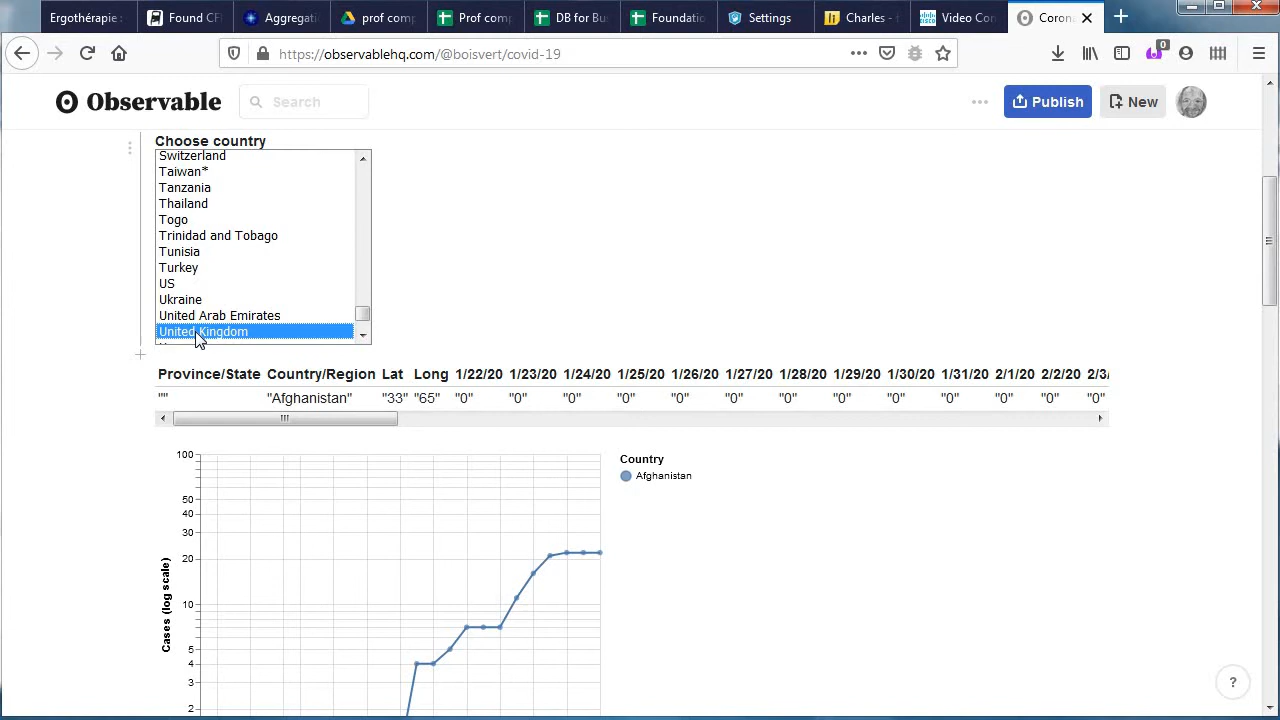 Ergothérapie
Found CF
Aggregati
prof comp
Prof comp
DB for Bu
Foundatio
Settings
Charles -
Video Con
Corona
https://observablehq.com/@boisvert/covid-19
0
Observable
Search
Publish
New
Choose country
Switzerland
Taiwan*
Tanzania
Thailand
Togo
Trinidad and Tobago
Tunisia
Turkey
US
Ukraine
United Arab Emirates
United Kingdom
Province/State Country/Region Lat Long 1/22/20 1/23/20 1/24/20 1/25/20 1/26/20 1/27/20 1/28/20 1/29/20 1/30/20 1/31/20 2/1/20 2/2/20 2/3/
"" "Afghanistan" "33" "65" "0" "0" "0" "0" "0" "0" "0" "0" "0" "0" "0" "0" "0"
Country
Afghanistan
100
50
40
30
20
10
5
4
3
2
Cases (log scale)
?